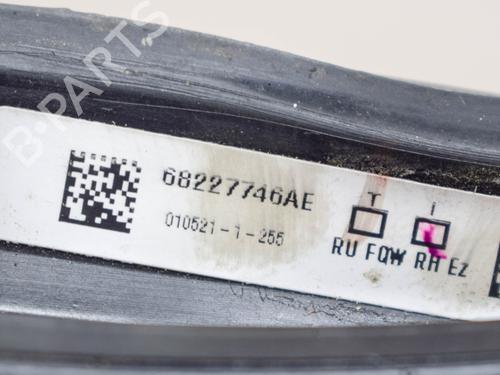 B-PARTS
68227746AE
T i
010521-1-255
RU FQW RH Ez